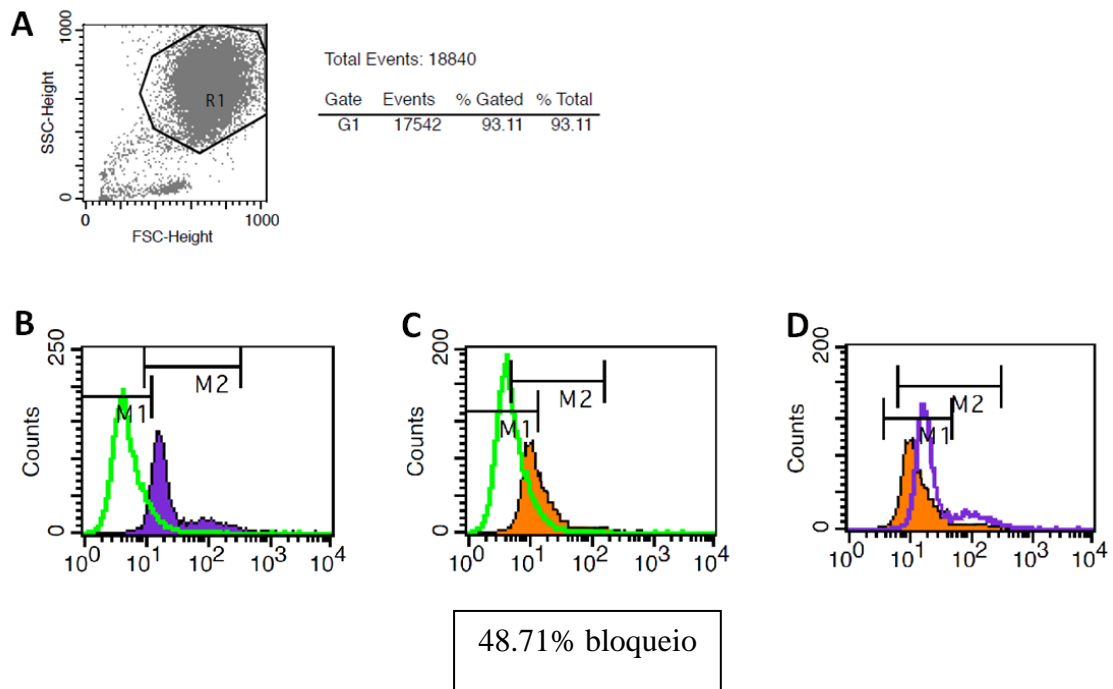 A
1000
SSC-Height
0
R1
0
1000
FSC-Height
Total Events: 18840
Gate Events % Gated % Total
G1 17542 93.11 93.11
B
250
Counts
0
M1
M2
10^0 10^1 10^2 10^3 10^4
C
200
Counts
0
M1
M2
10^0 10^1 10^2 10^3 10^4
D
200
Counts
0
M2
M1
10^0 10^1 10^2 10^3 10^4
48.71% bloqueio